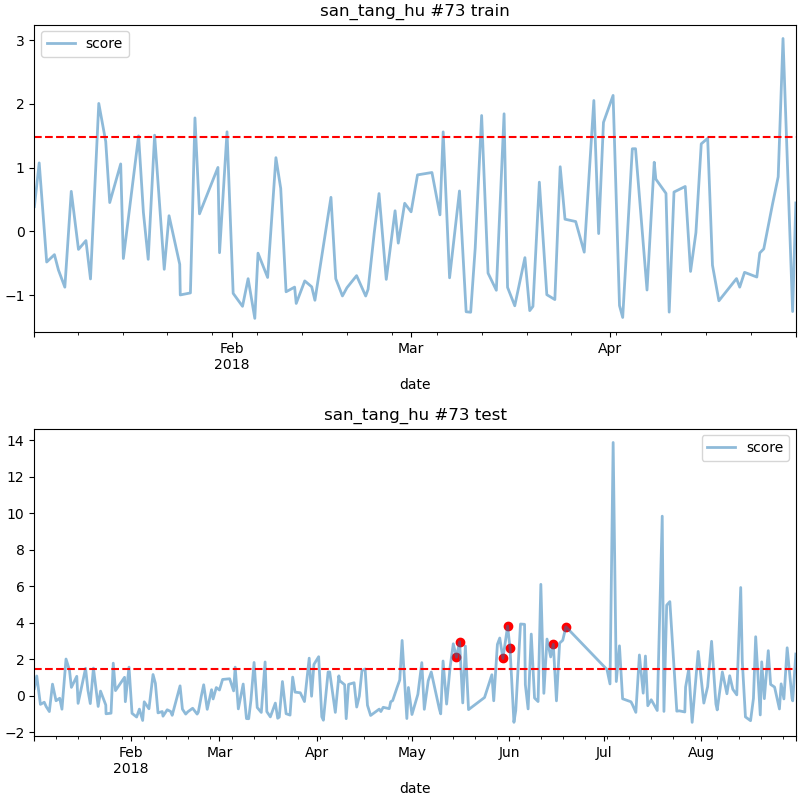 san_tang_hu #73 train
score
3
2
1
0
−1
Feb
2018
Mar
Apr
date
san_tang_hu #73 test
score
14
12
10
8
6
4
2
0
−2
Feb
2018
Mar
Apr
May
Jun
Jul
Aug
date